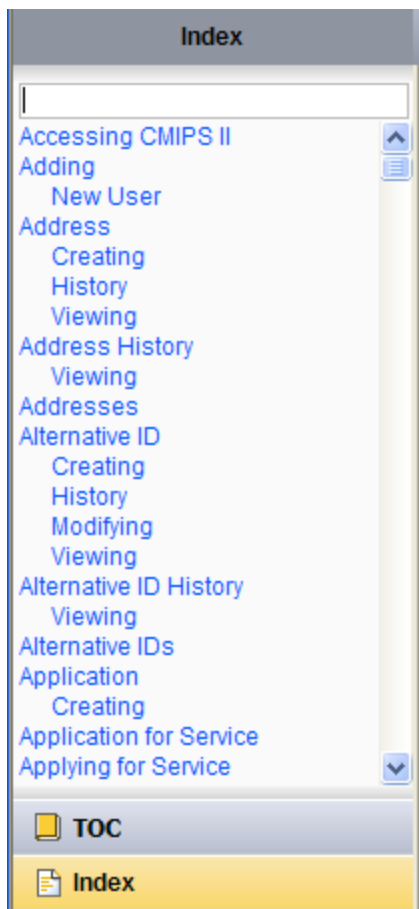 Index
Accessing CMIPS II
Adding
New User
Address
Creating
History
Viewing
Address History
Viewing
Addresses
Alternative ID
Creating
History
Modifying
Viewing
Alternative ID History
Viewing
Alternative IDs
Application
Creating
Application for Service
Applying for Service
TOC
Index